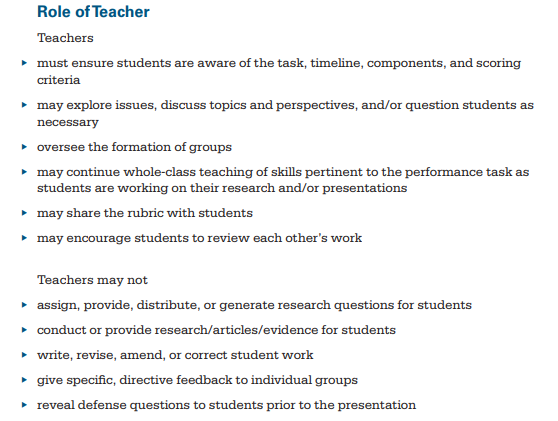 Role of Teacher
Teachers
▸ must ensure students are aware of the task, timeline, components, and scoring
criteria
▸ may explore issues, discuss topics and perspectives, and/or question students as
necessary
▸ oversee the formation of groups
▸ may continue whole-class teaching of skills pertinent to the performance task as
students are working on their research and/or presentations
▸ may share the rubric with students
▸ may encourage students to review each other's work
Teachers may not
▸ assign, provide, distribute, or generate research questions for students
▸ conduct or provide research/articles/evidence for students
▸ write, revise, amend, or correct student work
▸ give specific, directive feedback to individual groups
▸ reveal defense questions to students prior to the presentation